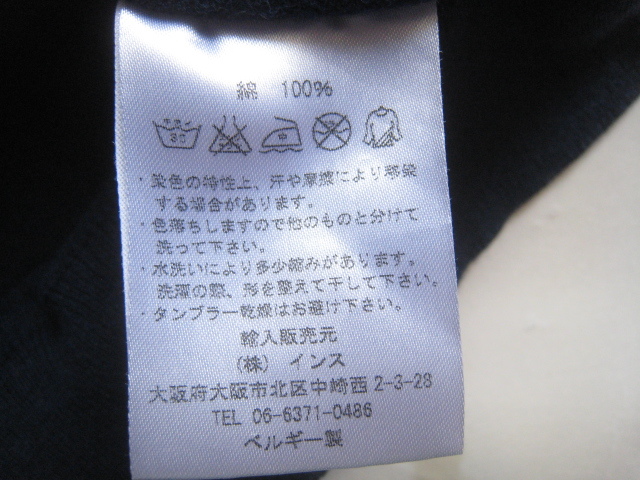 綿 100%
30
中
・染色の特性上、汗や摩擦により移染
する場合があります。
・色落ちしますので他のものと分けて
洗って下さい。
・水洗いにより多少縮みがあります。
洗濯の際、形を整えて干して下さい。
・タンブラー乾燥はお避け下さい。
輸入販売元
(株) インス
大阪府大阪市北区中崎西 2-3-28
TEL 06-6371-0486
ベルギー製